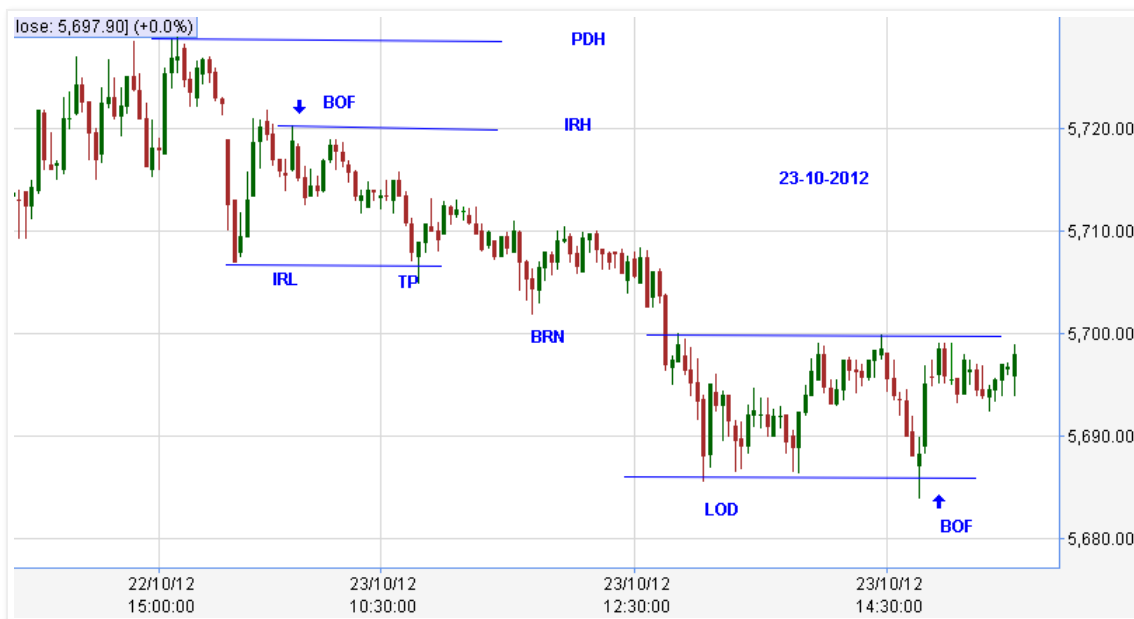 lose: 5,697.90] (+0.0%)
PDH
BOF
IRH
5,720.00
23-10-2012
5,710.00
IRL
TP
BRN
5,700.00
5,690.00
LOD
BOF
5,680.00
22/10/12 23/10/12 23/10/12 23/10/12
15:00:00 10:30:00 12:30:00 14:30:00